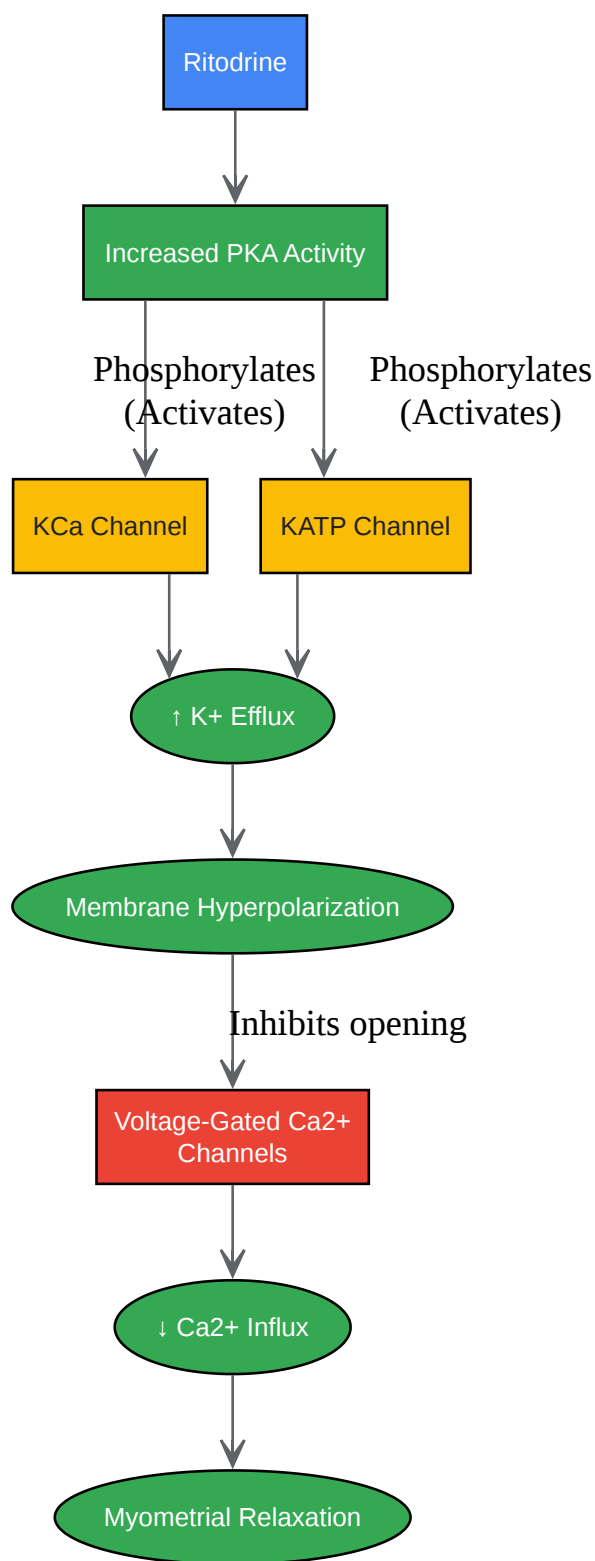 Ritodrine
Increased PKA Activity
Phosphorylates
(Activates)
Phosphorylates
(Activates)
KCa Channel
KATP Channel
↑ K+ Efflux
Membrane Hyperpolarization
Inhibits opening
Voltage-Gated Ca2+
Channels
↓ Ca2+ Influx
Myometrial Relaxation